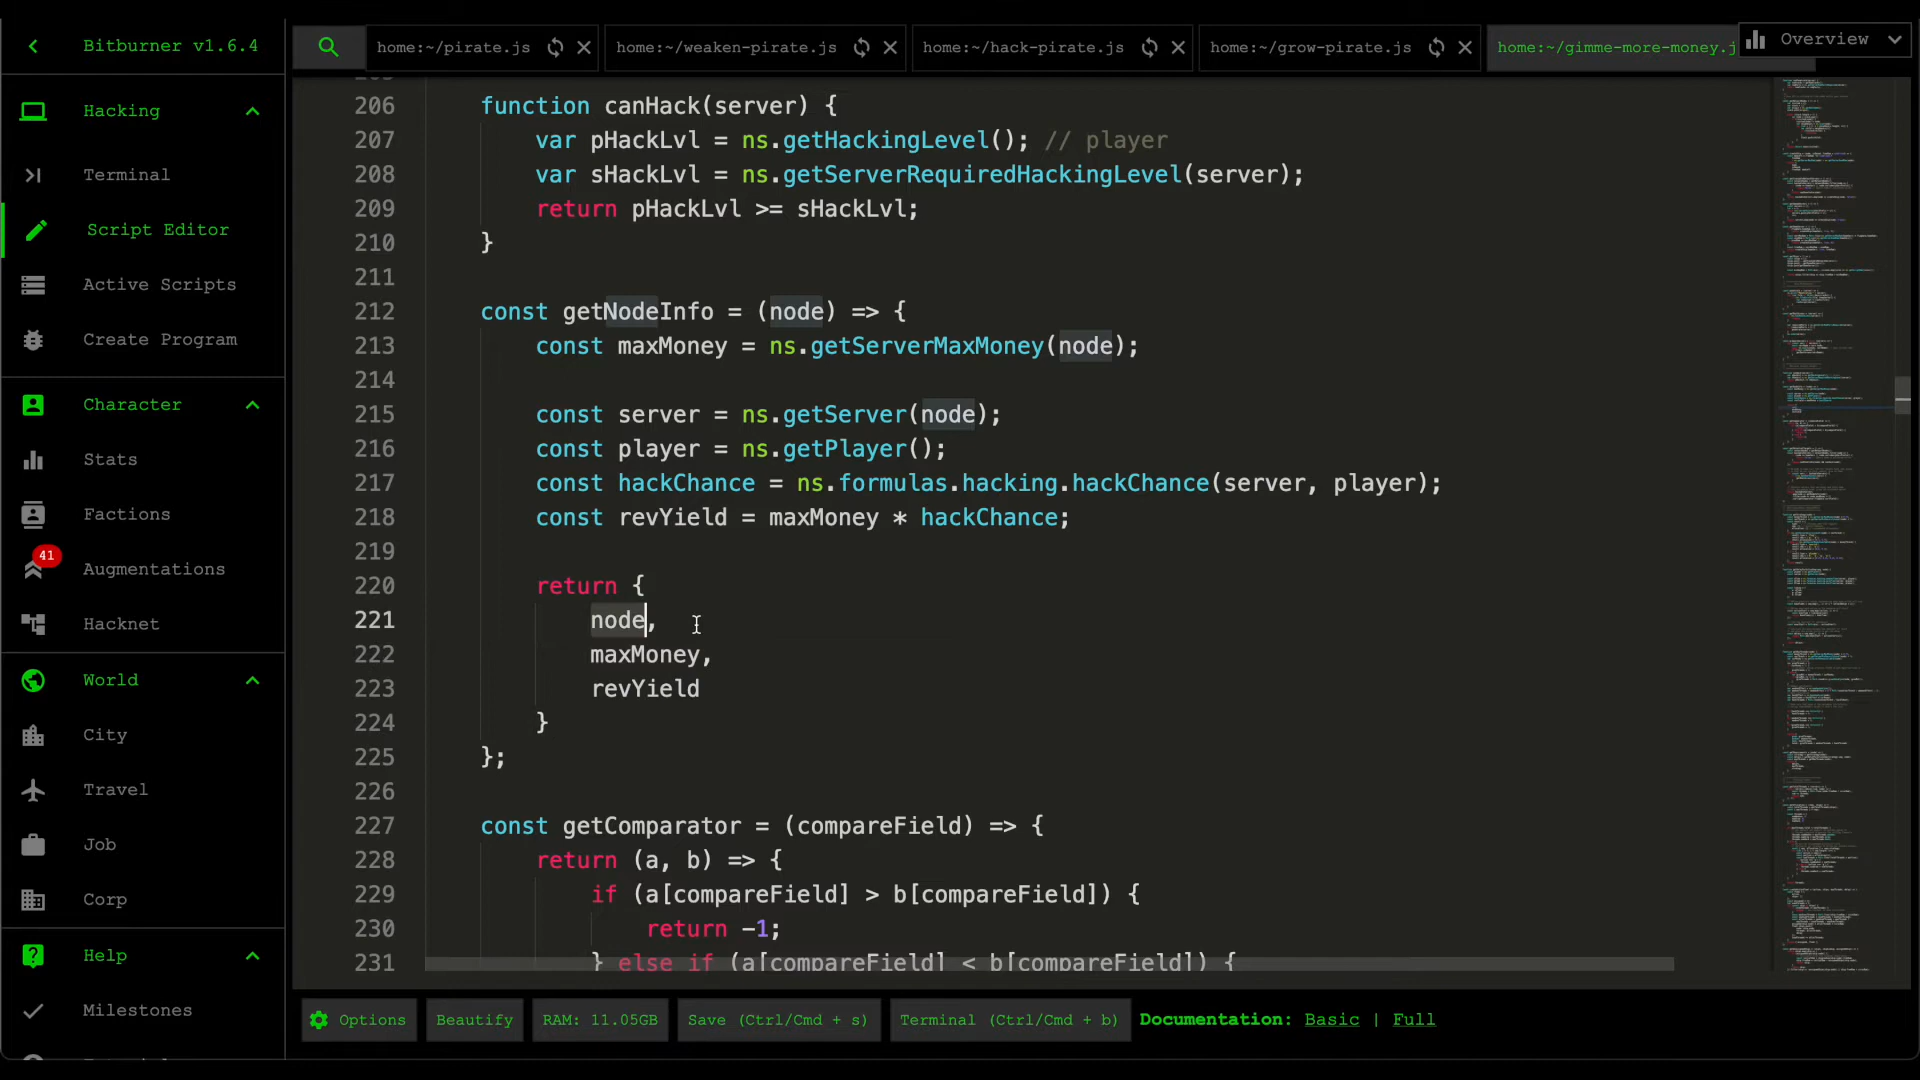 Bitburner v1.6.4
Hacking
Terminal
Script Editor
Active Scripts
Create Program
Character
Stats
Factions
41
Augmentations
Hacknet
World
City
Travel
Job
Corp
Help
Milestones
home:~/pirate.js
home:~/weaken-pirate.js
home:~/hack-pirate.js
home:~/grow-pirate.js
home:~/gimme-more-money.j
Overview
206 function canHack(server) {
207 var pHackLvl = ns.getHackingLevel(); // player
208 var sHackLvl = ns.getServerRequiredHackingLevel(server);
209 return pHackLvl >= sHackLvl;
210 }
211
212 const getNodeInfo = (node) => {
213 const maxMoney = ns.getServerMaxMoney(node);
214
215 const server = ns.getServer(node);
216 const player = ns.getPlayer();
217 const hackChance = ns.formulas.hacking.hackChance(server, player);
218 const revYield = maxMoney * hackChance;
219
220 return {
221 node,
222 maxMoney,
223 revYield
224 }
225 };
226
227 const getComparator = (compareField) => {
228 return (a, b) => {
229 if (a[compareField] > b[compareField]) {
230 return -1;
231 } else if (a[compareField] < b[compareField]) {
Options
Beautify
RAM: 11.05GB
Save (Ctrl/Cmd + s)
Terminal (Ctrl/Cmd + b)
Documentation: Basic | Full